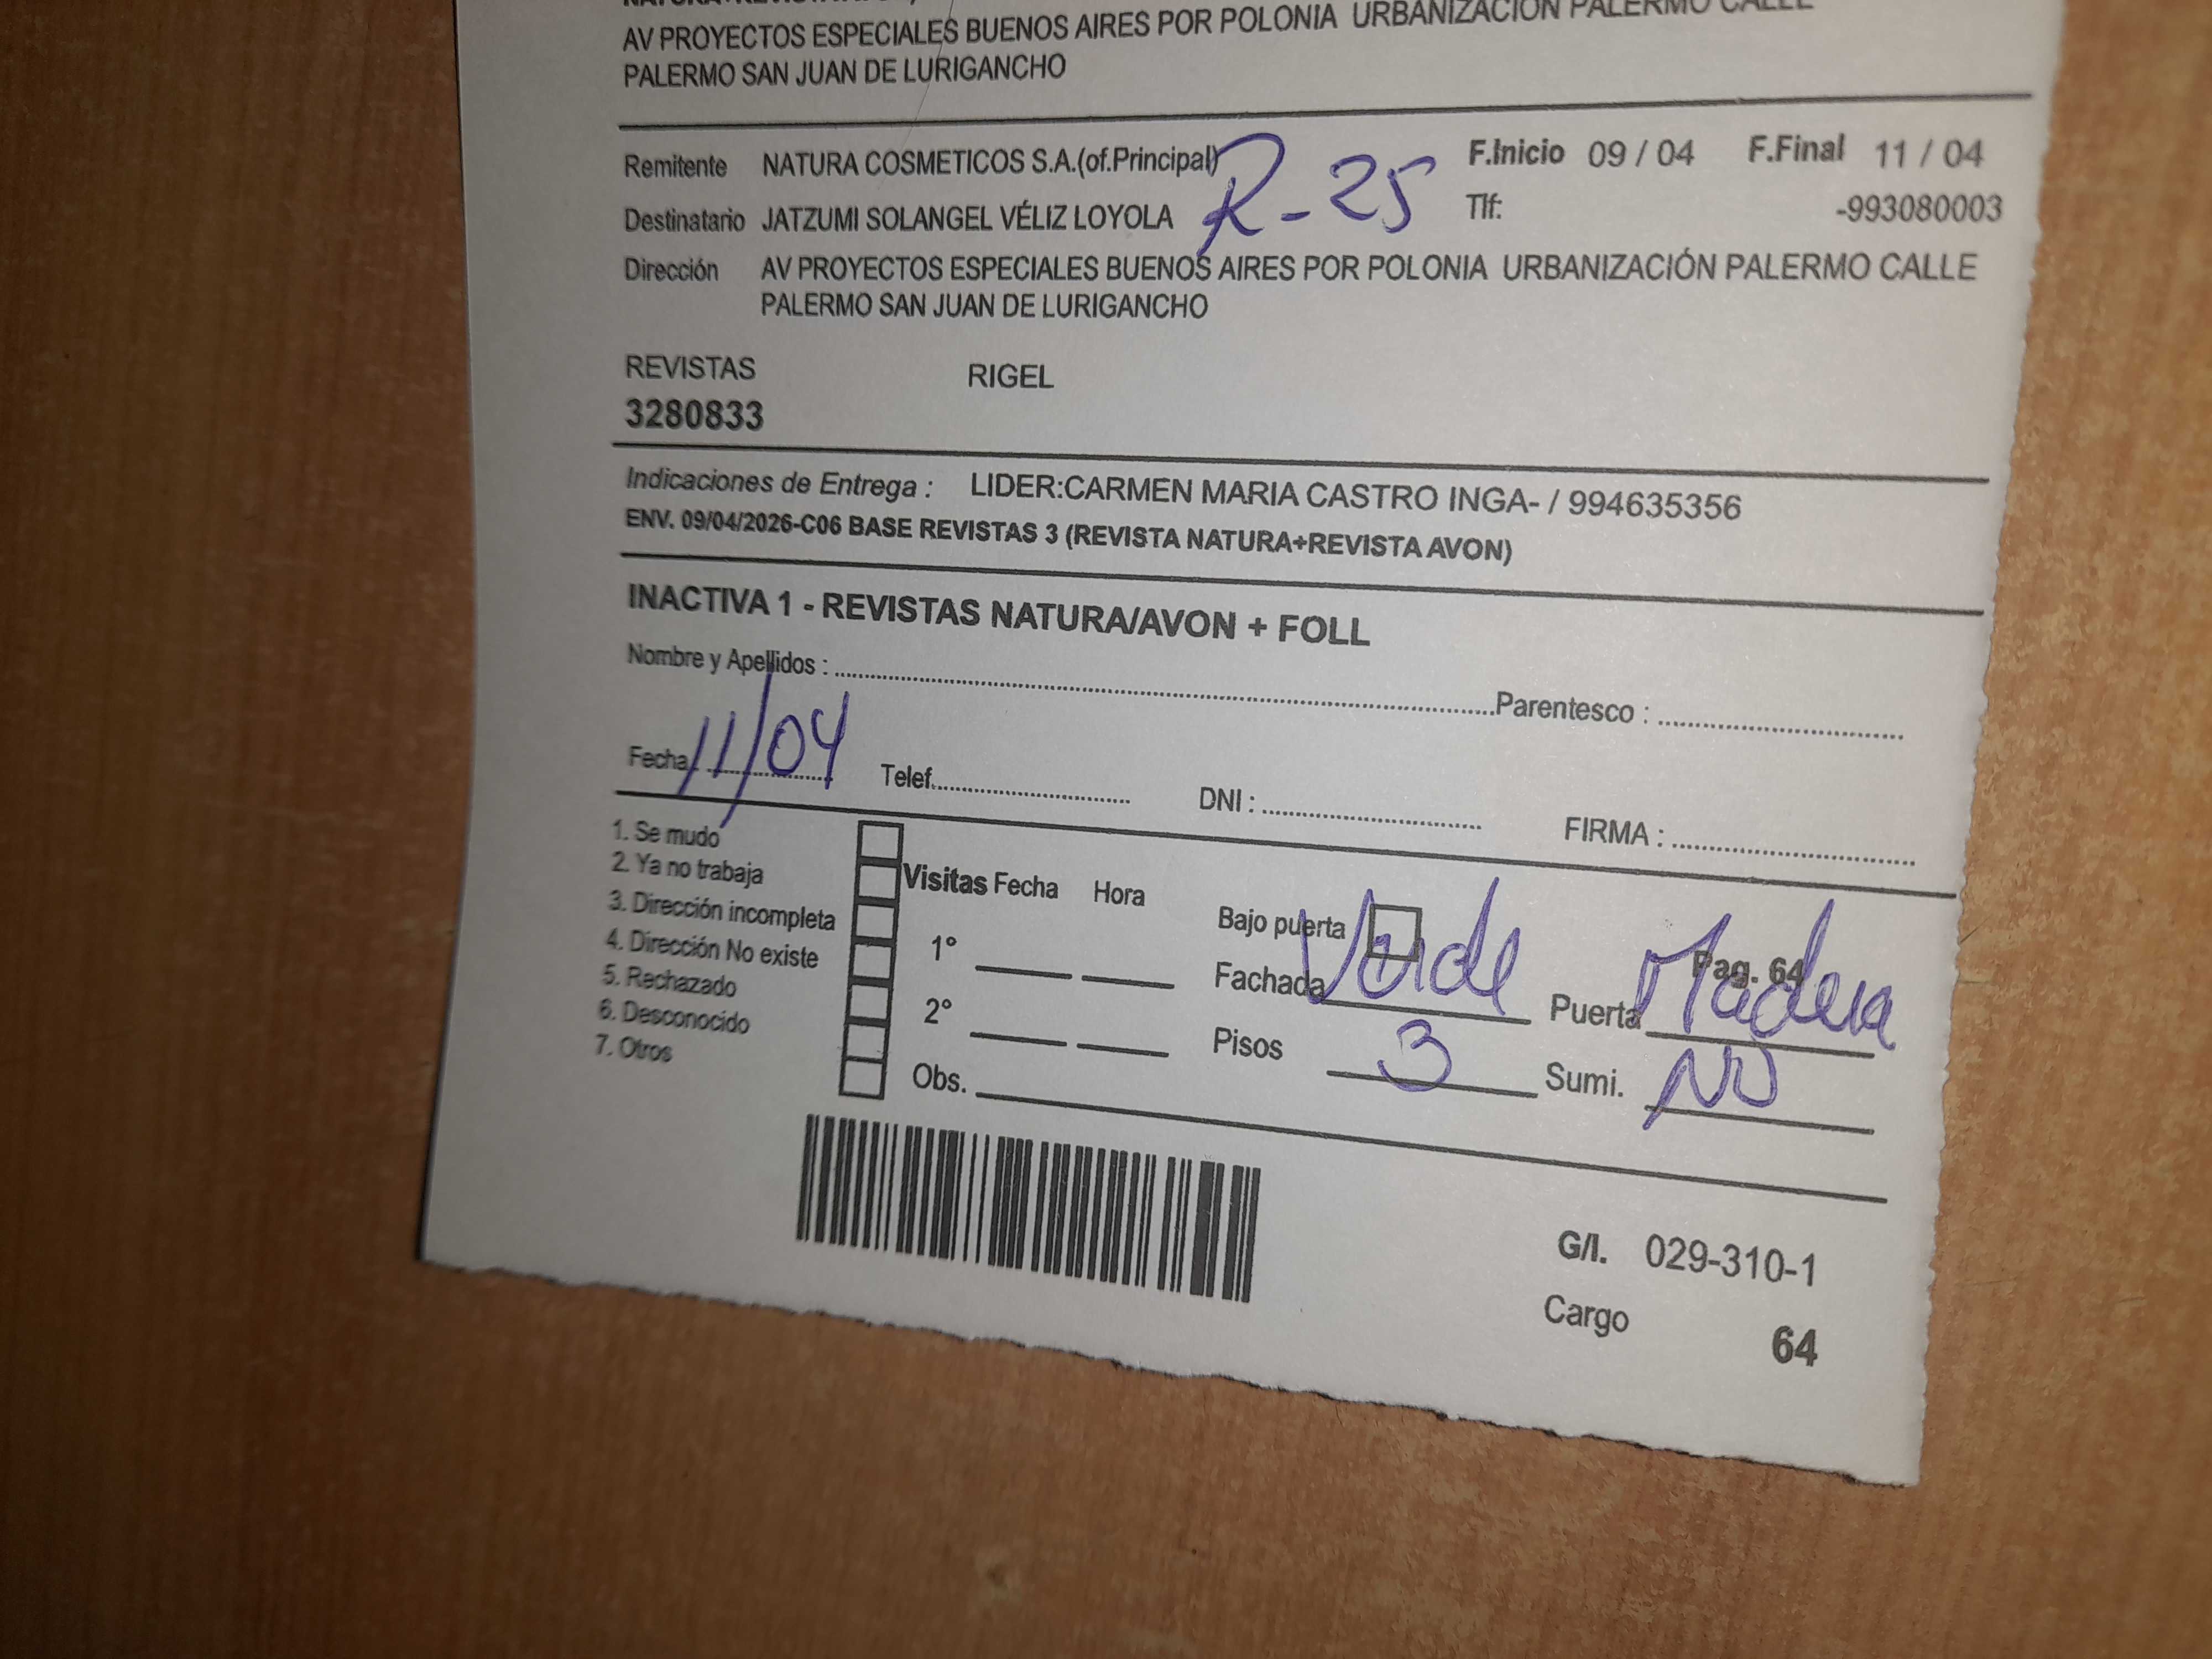 AV PROYECTOS ESPECIALES BUENOS AIRES POR POLONIA URBANIZACIÓN PALERMO CALLE
PALERMO SAN JUAN DE LURIGANCHO
Remitente NATURA COSMETICOS S.A.(of.Principal) R-25 F.Inicio 09 / 04 F.Final 11 / 04
Destinatario JATZUMI SOLANGEL VÉLIZ LOYOLA Tlf: -993080003
Dirección AV PROYECTOS ESPECIALES BUENOS AIRES POR POLONIA URBANIZACIÓN PALERMO CALLE
PALERMO SAN JUAN DE LURIGANCHO
REVISTAS RIGEL
3280833
Indicaciones de Entrega : LIDER:CARMEN MARIA CASTRO INGA- / 994635356
ENV. 09/04/2026-C06 BASE REVISTAS 3 (REVISTA NATURA+REVISTA AVON)
INACTIVA 1 - REVISTAS NATURA/AVON + FOLL
Nombre y Apellidos : Parentesco :
Fecha 11/04 Telef. DNI : FIRMA :
1. Se mudo
2. Ya no trabaja
3. Dirección incompleta
4. Dirección No existe
5. Rechazado
6. Desconocido
7. Otros
Visitas Fecha Hora
1°
2°
Obs.
Bajo puerta Pag. 64
Fachada Verde Puerta Madera
Pisos 3 Sumi. NO
G/I. 029-310-1
Cargo 64